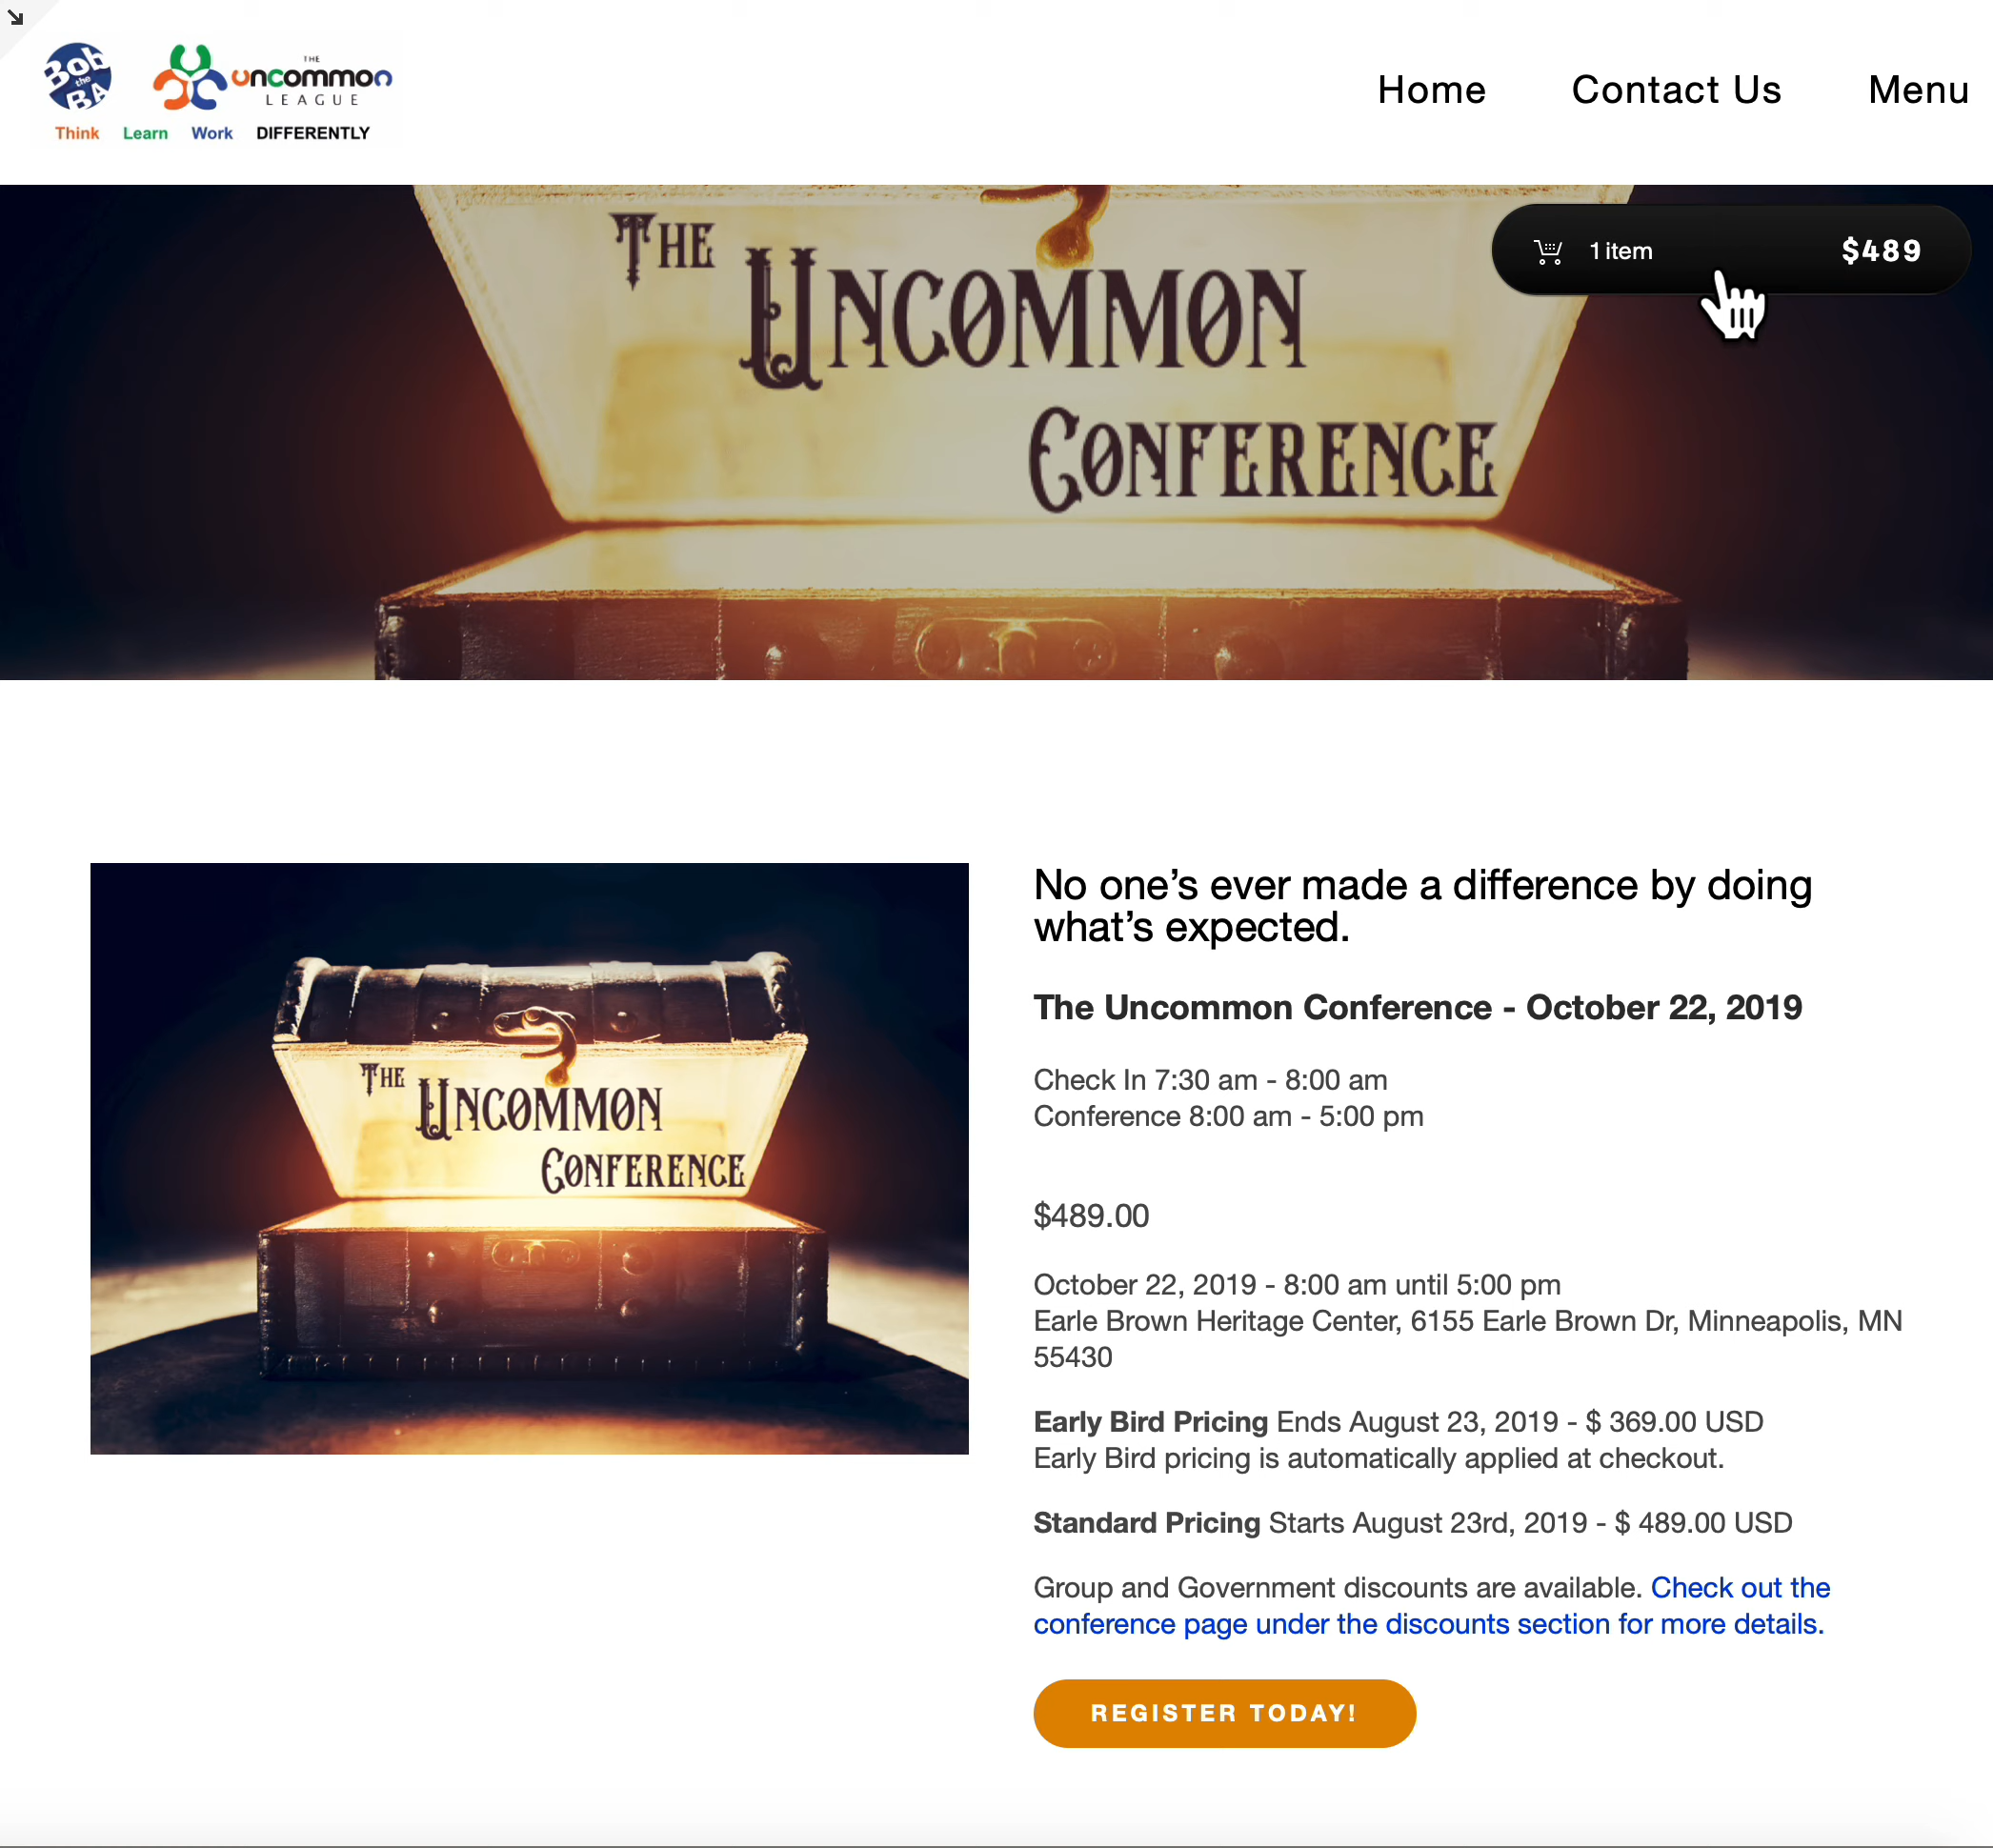 Bob the BA
THE
uncommon
LEAGUE
Think Learn Work DIFFERENTLY
Home Contact Us Menu
THE
UNCOMMON
CONFERENCE
1 item $489
THE
UNCOMMON
CONFERENCE
No one’s ever made a difference by doing
what’s expected.
The Uncommon Conference - October 22, 2019
Check In 7:30 am - 8:00 am
Conference 8:00 am - 5:00 pm
$489.00
October 22, 2019 - 8:00 am until 5:00 pm
Earle Brown Heritage Center, 6155 Earle Brown Dr, Minneapolis, MN
55430
Early Bird Pricing Ends August 23, 2019 - $ 369.00 USD
Early Bird pricing is automatically applied at checkout.
Standard Pricing Starts August 23rd, 2019 - $ 489.00 USD
Group and Government discounts are available. Check out the
conference page under the discounts section for more details.
REGISTER TODAY!